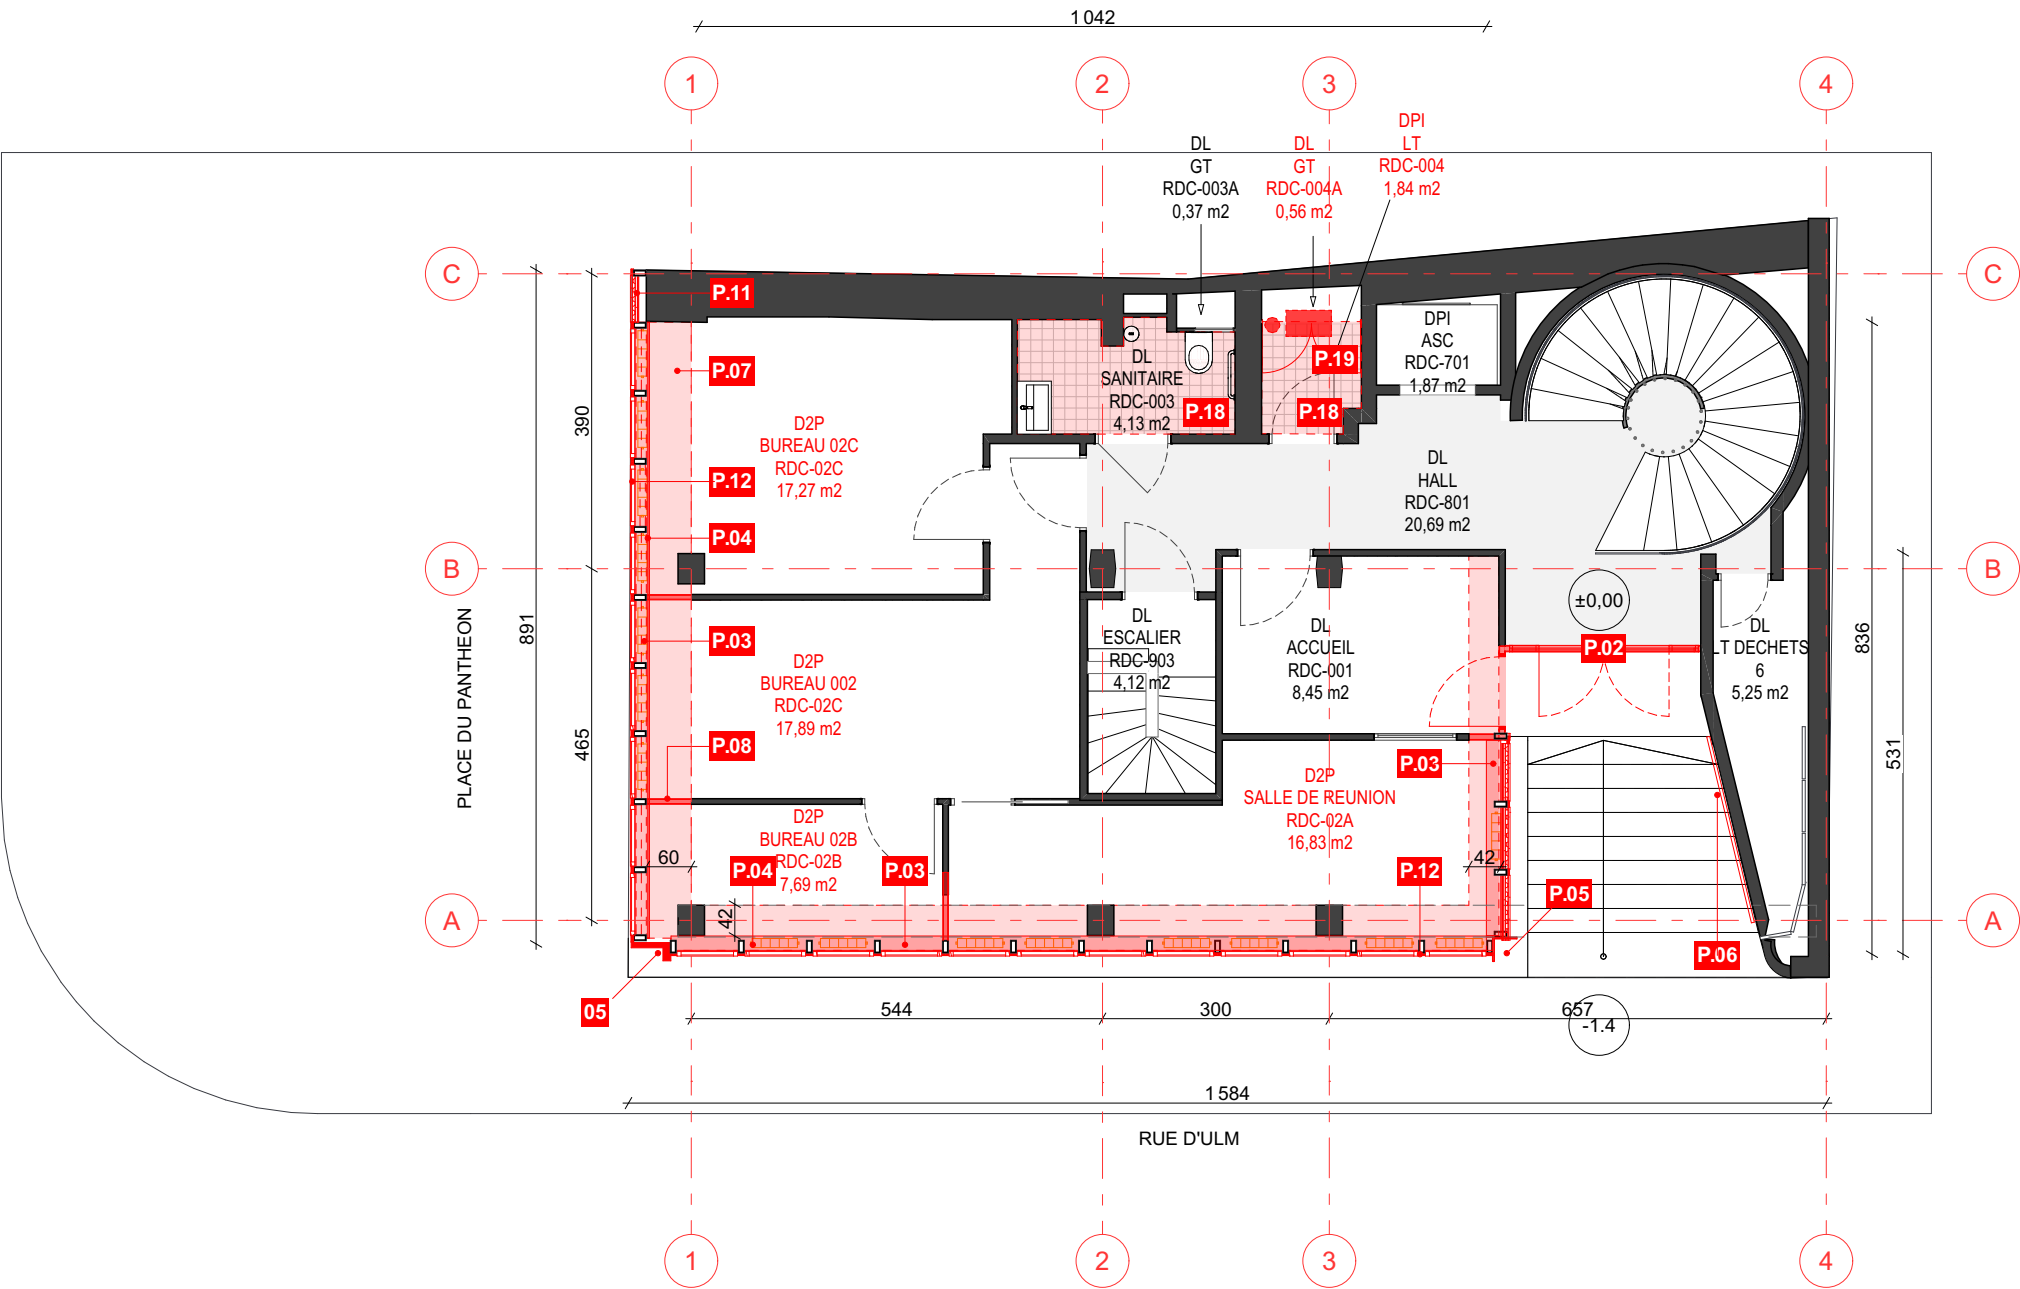 1 042
1
2
3
4
DPI
LT
RDC-004
1,84 m2
DL
GT
RDC-003A
0,37 m2
DL
GT
RDC-004A
0,56 m2
C
C
P.11
P.07
P.12
P.04
P.03
P.08
DPI
ASC
RDC-701
1,87 m2
DL
SANITAIRE
RDC-003
4,13 m2
P.18
P.19
P.18
D2P
BUREAU 02C
RDC-02C
17,27 m2
DL
HALL
RDC-801
20,69 m2
390
B
B
±0,00
PLACE DU PANTHEON
891
465
836
531
D2P
BUREAU 002
RDC-02C
17,89 m2
DL
ESCALIER
RDC-903
4,12 m2
DL
ACCUEIL
RDC-001
8,45 m2
P.02
DL
LT DECHETS
6
5,25 m2
P.03
D2P
SALLE DE REUNION
RDC-02A
16,83 m2
D2P
BUREAU 02B
RDC-02B
7,69 m2
60
P.04
P.03
P.12
42
42
P.05
P.06
A
A
05
544
300
657
-1.4
1 584
RUE D'ULM
1
2
3
4